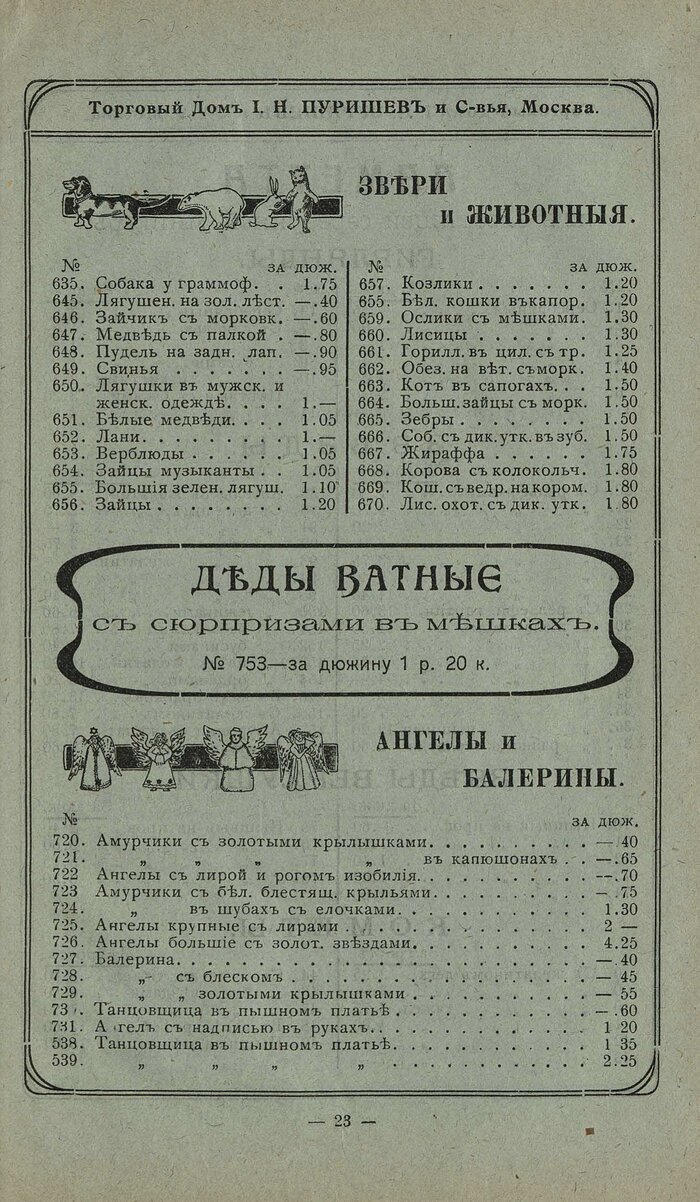 Торговый Домъ І. Н. ПУРИШЕВЪ и С-вья, Москва.
ЗВѢРИ
и ЖИВОТНЫЯ.
№ за дюж.
635. Собака у граммоф. . 1.75
645. Лягушен. на зол. лѣст. —.40
646. Зайчикъ съ морковк. —.60
647. Медвѣдь съ палкой . —.80
648. Пудель на задн. лап. —.90
649. Свинья . . . . . . . —.95
650. Лягушки въ мужск. и
женск. одеждѣ. . . . 1.—
651. Бѣлые медвѣди. . . . 1.05
652. Лани. . . . . . . . . 1.—
653. Верблюды . . . . . . 1.05
654. Зайцы музыканты . . 1.05
655. Большія зелен. лягуш. 1.10
656. Зайцы . . . . . . . . 1.20
№ за дюж.
657. Козлики . . . . . . . 1.20
655. Бѣл. кошки въ капор. 1.20
659. Ослики съ мѣшками. 1.30
660. Лисицы . . . . . . . 1.30
661. Горилл. въ цил. съ тр. 1.25
662. Обез. на вѣт. съ морк. 1.40
663. Котъ въ сапогахъ. . . 1.50
664. Больш. зайцы съ морк. 1.50
665. Зебры . . . . . . . . 1.50
666. Соб. съ дик. утк. въ зуб. 1.50
667. Жираффа . . . . . . 1.75
668. Корова съ колокольч. 1.80
669. Кош. съ ведр. на кором. 1.80
670. Лис. охот. съ дик. утк. 1.80
ДѢДЫ ВАТНЫЕ
съ сюрпризами въ мѣшкахъ.
№ 753—за дюжину 1 р. 20 к.
АНГЕЛЫ и
БАЛЕРИНЫ.
№ за дюж.
720. Амурчики съ золотыми крылышками. . . . . . . . . . —.40
721. „ „ „ „ въ капюшонахъ . . —.65
722 Ангелы съ лирой и рогомъ изобилія. . . . . . . . . . . —.70
723 Амурчики съ бѣл. блестящ. крыльями. . . . . . . . . . —.75
724. „ въ шубахъ съ елочками. . . . . . . . . . . . 1.30
725. Ангелы крупные съ лирами . . . . . . . . . . . . . . . 2 —
726. Ангелы большіе съ золот. звѣздами. . . . . . . . . . . 4.25
727. Балерина. . . . . . . . . . . . . . . . . . . . . . . . —.40
728. „ съ блескомъ . . . . . . . . . . . . . . . . . — 45
729. „ „ золотыми крылышками . . . . . . . . . . — 55
73 . Танцовщица въ пышномъ платьѣ . . . . . . . . . . . . —.60
731. А гелъ съ надписью въ рукахъ. . . . . . . . . . . . . . 1 20
538. Танцовщица въ пышномъ платьѣ. . . . . . . . . . . . . 1 35
539. „ „ „ „ . . . . . . . . . . . . . 2.25
— 23 —